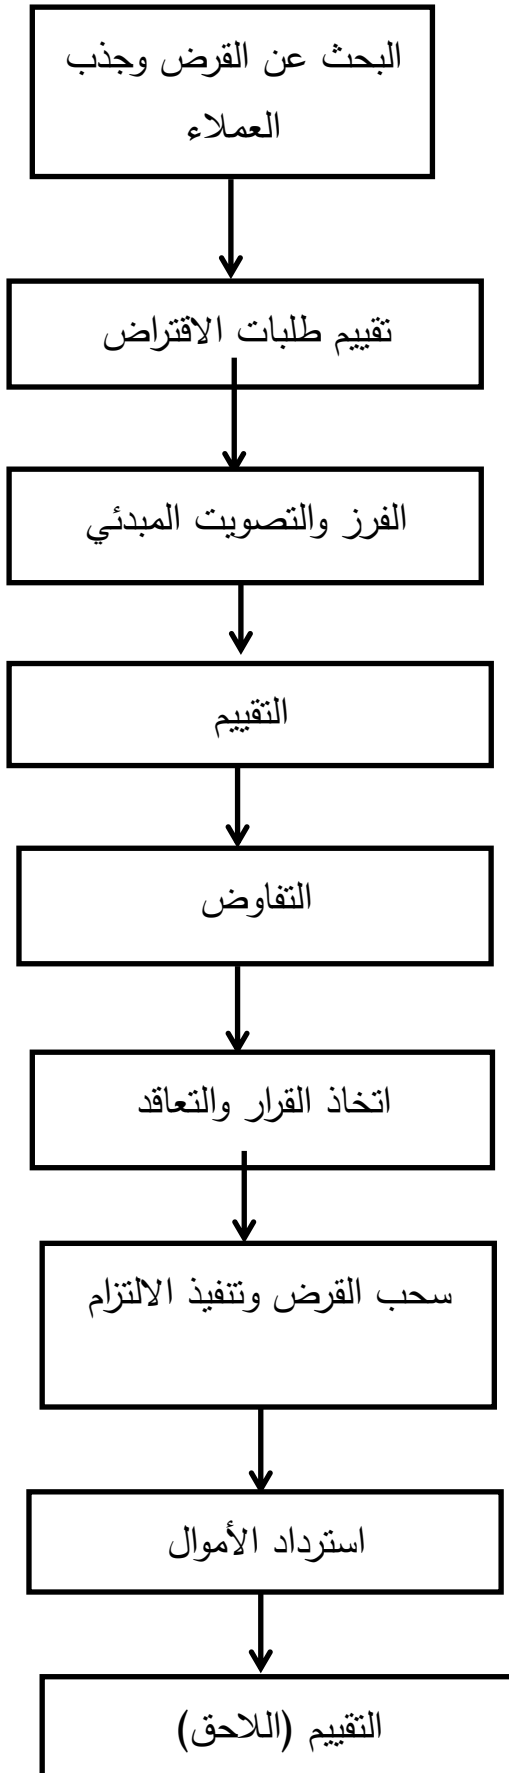 البحث عن القرض وجذب
العملاء
تقييم طلبات الاقتراض
الفرز والتصويت المبدئي
التقييم
التفاوض
اتخاذ القرار والتعاقد
سحب القرض وتنفيذ الالتزام
استرداد الأموال
التقييم (اللاحق)